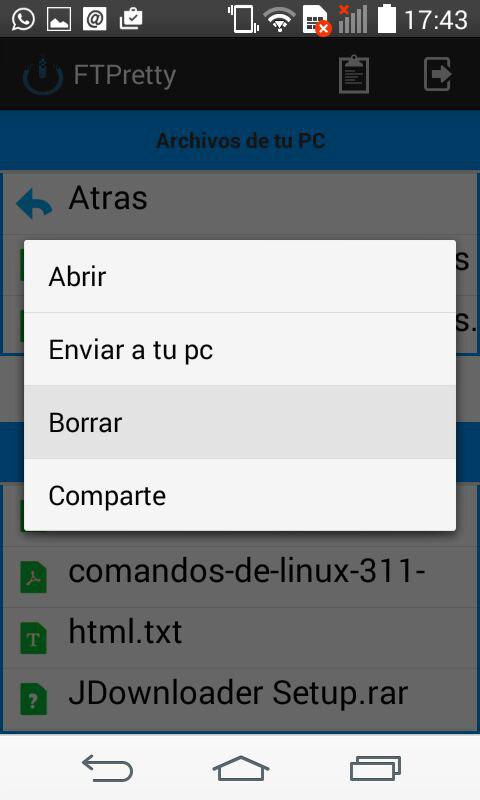 17:43
FTPretty
Archivos de tu PC
Atras
s
s.
Abrir
Enviar a tu pc
Borrar
Comparte
comandos-de-linux-311-
html.txt
JDownloader Setup.rar